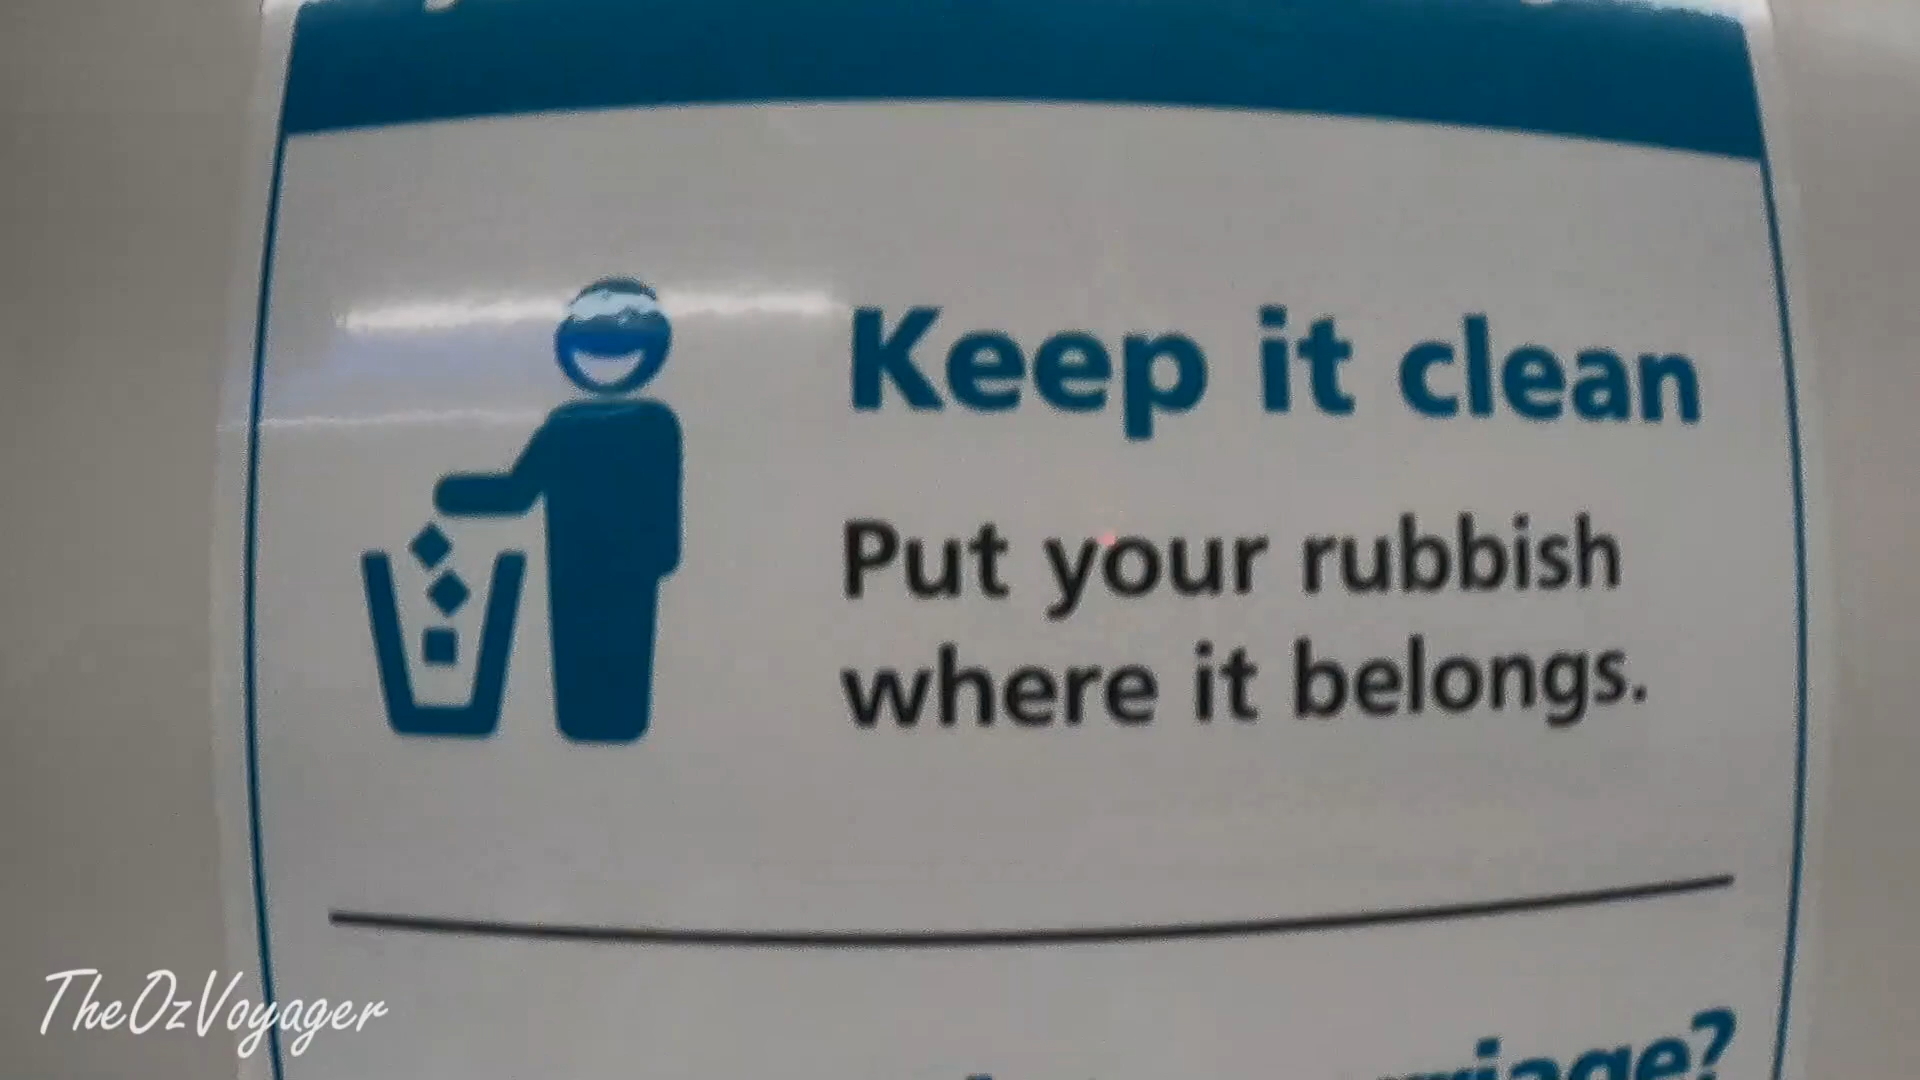 Keep it clean
Put your rubbish
where it belongs.
TheOzVoyager